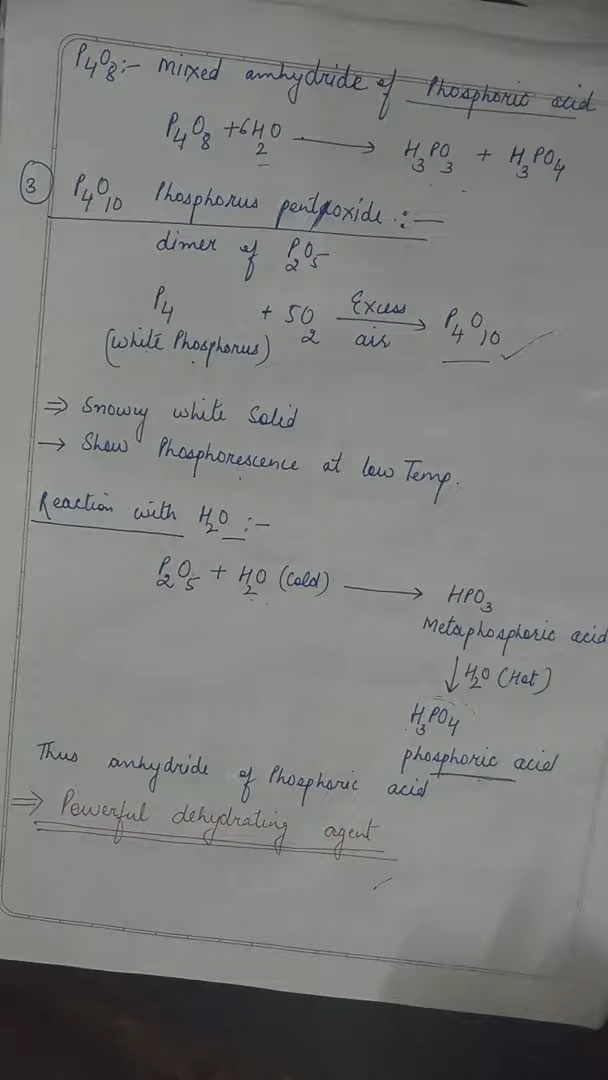 P₄O₈:- mixed anhydride of Phosphoric acid
P₄O₈ + 6H₂O ⟶ H₃PO₃ + H₃PO₄
③ P₄O₁₀ Phosphorus pentoxide :—
dimer of P₂O₅
P₄ + 5O₂ ⟶ P₄O₁₀
Excess air
(white Phosphorus)
⇒ Snowy white Solid
→ Show Phosphorescence at low Temp.
Reaction with H₂O :-
P₂O₅ + H₂O (Cold) ⟶ HPO₃
Metaphosphoric acid
↓ H₂O (Hot)
H₃PO₄
phosphoric acid
Thus anhydride of Phosphoric acid
⇒ Powerful dehydrating agent